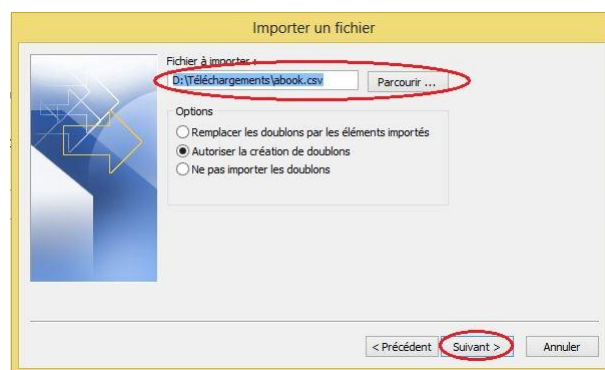 Importer un fichier
Fichier à importer :
D:\Téléchargements\abook.csv
Parcourir ...
Options
Remplacer les doublons par les éléments importés
Autoriser la création de doublons
Ne pas importer les doublons
< Précédent Suivant > Annuler